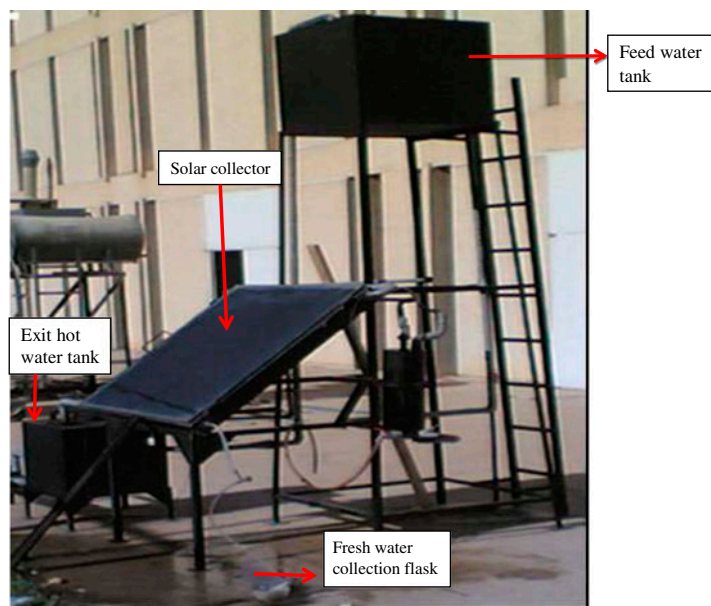 Feed water
tank
Solar collector
Exit hot
water tank
Fresh water
collection flask